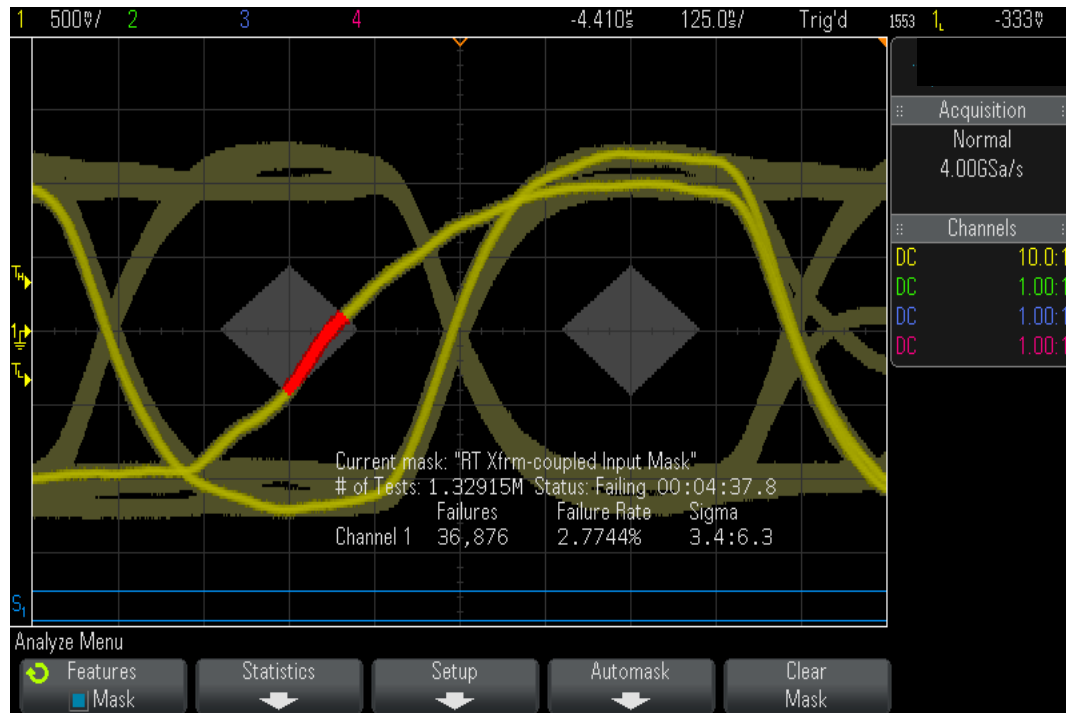 1 500mV/ 2 3 4 -4.410µs 125.0ns/ Trig'd 1553 1L -333mV
Acquisition
Normal
4.00GSa/s
Channels
DC 10.0:1
DC 1.00:1
DC 1.00:1
DC 1.00:1
TH
1
TL
Current mask: "RT Xfrm-coupled Input Mask"
# of Tests: 1.32915M Status: Failing 00:04:37.8
Failures Failure Rate Sigma
Channel 1 36,876 2.7744% 3.4:6.3
S1
Analyze Menu
Features Statistics Setup Automask Clear
Mask Mask